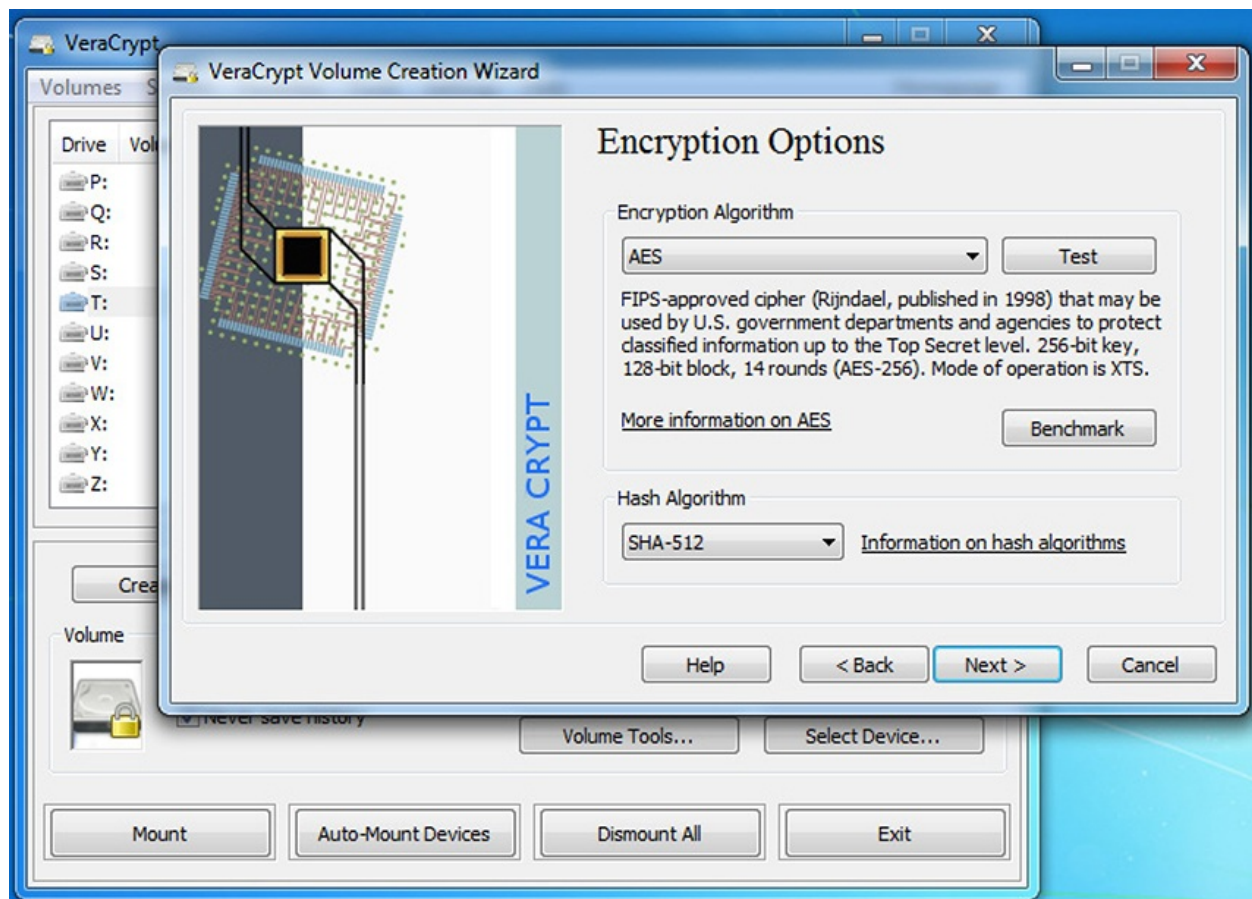 VeraCrypt
VeraCrypt Volume Creation Wizard
Volumes
Drive
P:
Q:
R:
S:
T:
U:
V:
W:
X:
Y:
Z:
VERA CRYPT
Encryption Options
Encryption Algorithm
AES
Test
FIPS-approved cipher (Rijndael, published in 1998) that may be
used by U.S. government departments and agencies to protect
classified information up to the Top Secret level. 256-bit key,
128-bit block, 14 rounds (AES-256). Mode of operation is XTS.
More information on AES
Benchmark
Hash Algorithm
SHA-512
Information on hash algorithms
Help
< Back
Next >
Cancel
Volume
Never save history
Volume Tools...
Select Device...
Mount
Auto-Mount Devices
Dismount All
Exit